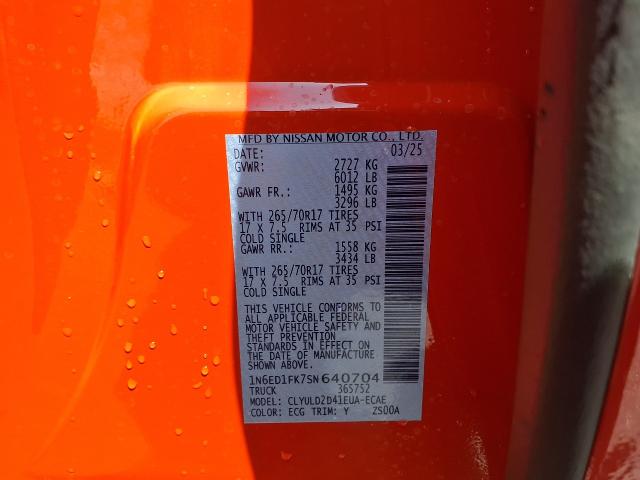 MFD BY NISSAN MOTOR CO., LTD.
DATE: 03/25
GVWR: 2727 KG
6012 LB
GAWR FR.: 1495 KG
3296 LB
WITH 265/70R17 TIRES
17 X 7.5 RIMS AT 35 PSI
COLD SINGLE
GAWR RR.: 1558 KG
3434 LB
WITH 265/70R17 TIRES
17 X 7.5 RIMS AT 35 PSI
COLD SINGLE
THIS VEHICLE CONFORMS TO
ALL APPLICABLE FEDERAL
MOTOR VEHICLE SAFETY AND
THEFT PREVENTION
STANDARDS IN EFFECT ON
THE DATE OF MANUFACTURE
SHOWN ABOVE.
1N6ED1FK7SN640704
TRUCK 365752
MODEL: CLYULD2D41EUA-ECAE
COLOR: ECG TRIM: Y ZS00A